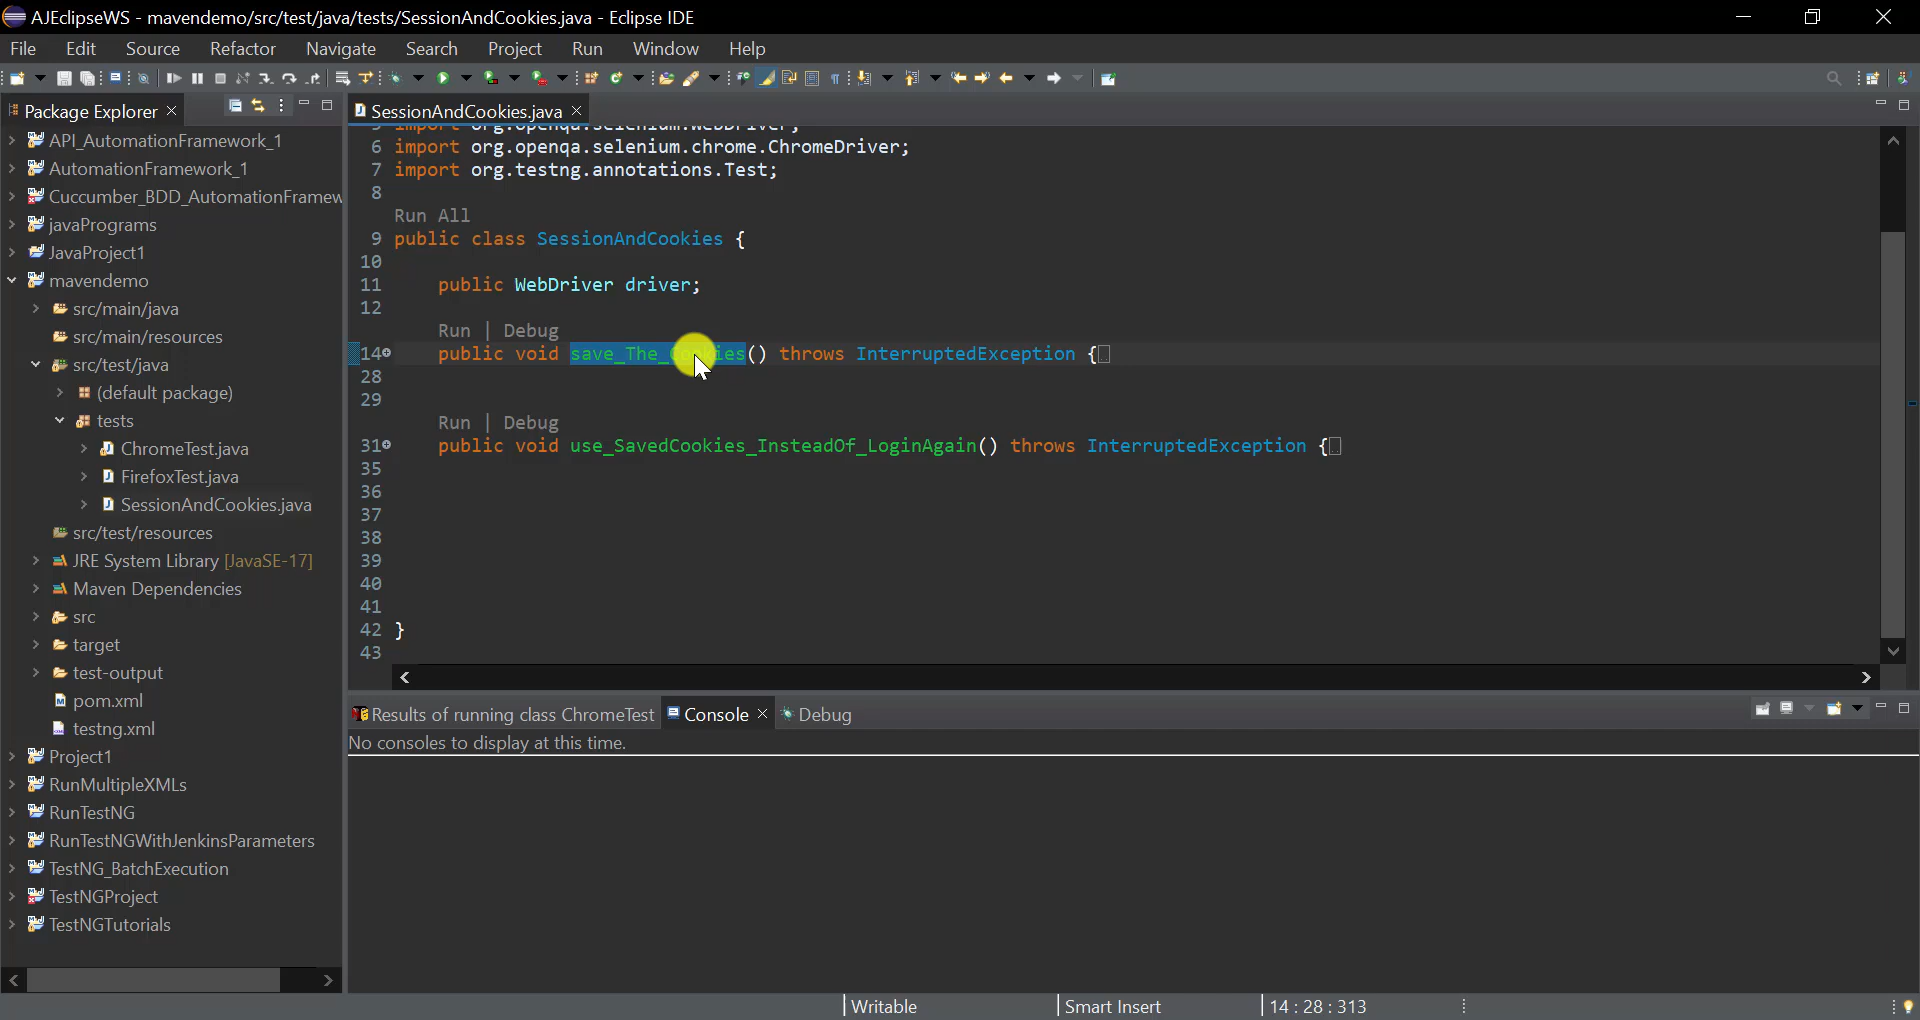 AJEclipseWS - mavendemo/src/test/java/tests/SessionAndCookies.java - Eclipse IDE
File Edit Source Refactor Navigate Search Project Run Window Help
Package Explorer
API_AutomationFramework_1
AutomationFramework_1
Cuccumber_BDD_AutomationFramew
javaPrograms
JavaProject1
mavendemo
src/main/java
src/main/resources
src/test/java
(default package)
tests
ChromeTest.java
FirefoxTest.java
SessionAndCookies.java
src/test/resources
JRE System Library [JavaSE-17]
Maven Dependencies
src
target
test-output
pom.xml
testng.xml
Project1
RunMultipleXMLs
RunTestNG
RunTestNGWithJenkinsParameters
TestNG_BatchExecution
TestNGProject
TestNGTutorials
SessionAndCookies.java
5 import org.openqa.selenium.WebDriver;
6 import org.openqa.selenium.chrome.ChromeDriver;
7 import org.testng.annotations.Test;
8
Run All
9 public class SessionAndCookies {
10
11 public WebDriver driver;
12
Run | Debug
14 public void save_The_Cookies() throws InterruptedException {
28
29
Run | Debug
31 public void use_SavedCookies_InsteadOf_LoginAgain() throws InterruptedException {
35
36
37
38
39
40
41
42 }
43
Results of running class ChromeTest Console Debug
No consoles to display at this time.
Writable Smart Insert 14 : 28 : 313